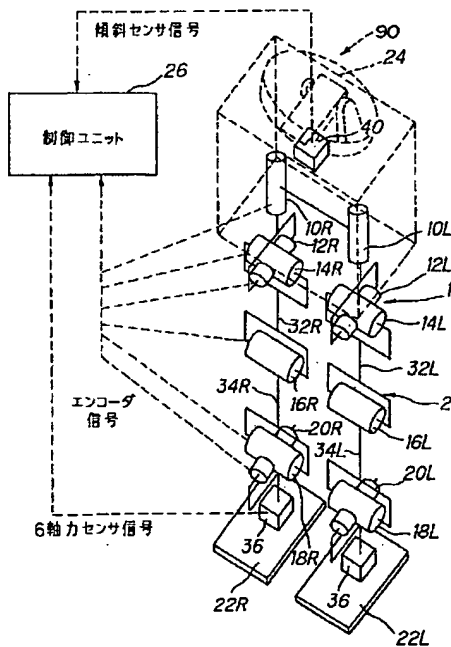 傾斜センサ信号
90
24
26
制御ユニット
40
10R
10L
12R
12L
14R
1
14L
32R
32L
16R
2
34R
16L
エンコーダ
信号
20R
34L
20L
6軸力センサ信号
36
18R
18L
22R
36
22L